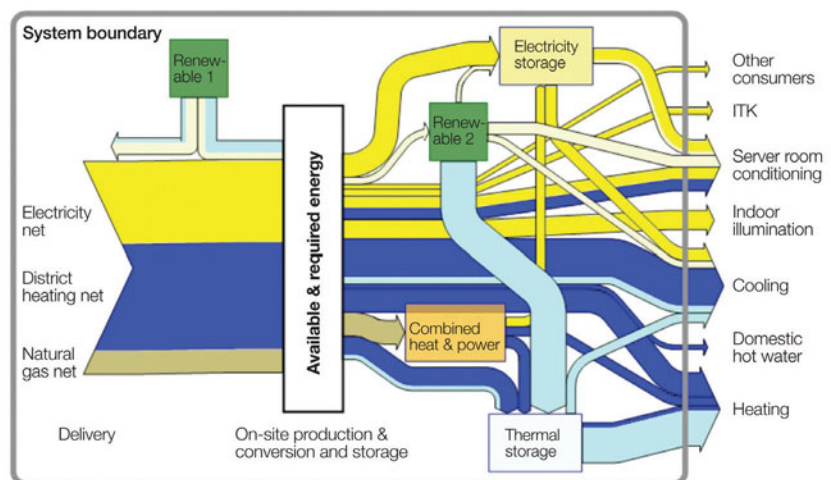 System boundary
Renew-
able 1
Electricity
storage
Renew-
able 2
Available & required energy
Electricity
net
District
heating net
Natural
gas net
Combined
heat & power
Thermal
storage
Delivery
On-site production &
conversion and storage
Other
consumers
ITK
Server room
conditioning
Indoor
illumination
Cooling
Domestic
hot water
Heating